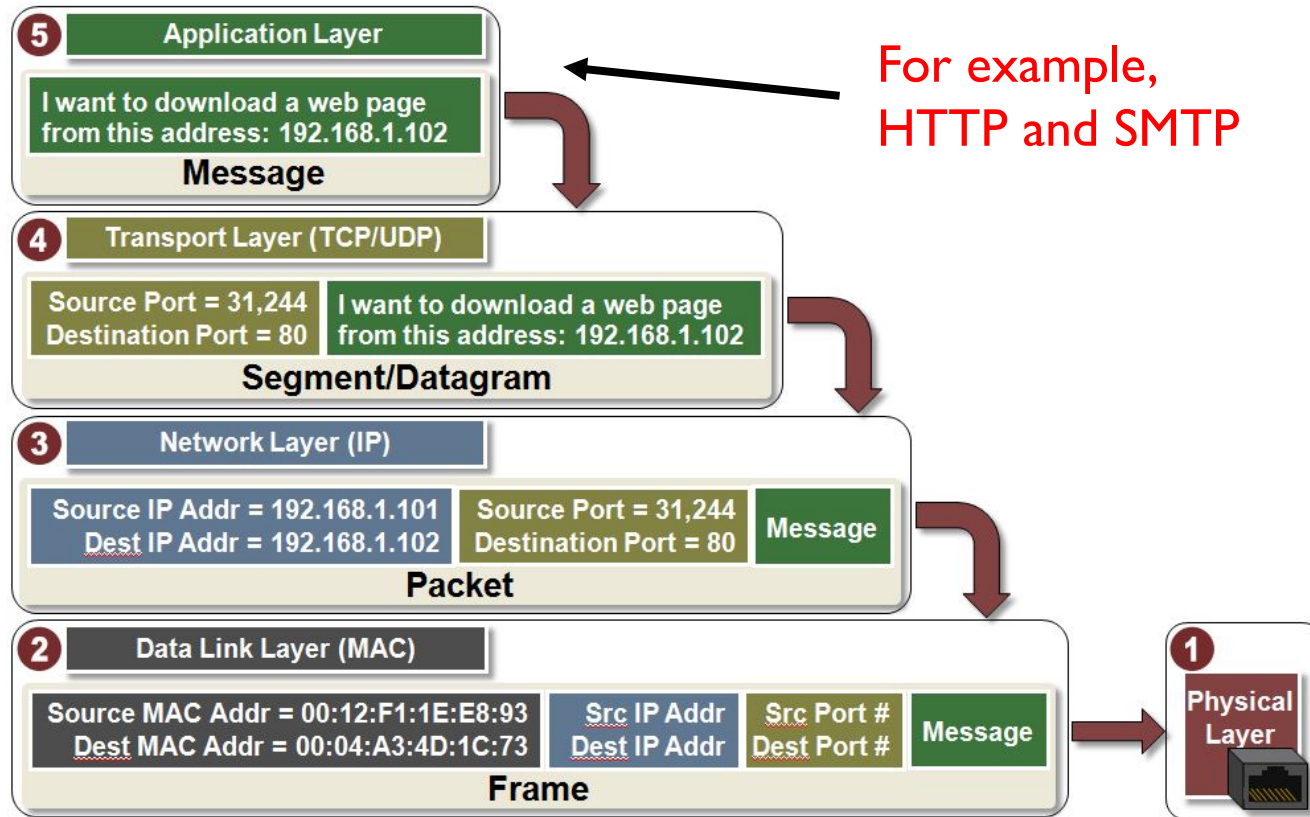 5
Application Layer
I want to download a web page
from this address: 192.168.1.102
Message
For example,
HTTP and SMTP
4
Transport Layer (TCP/UDP)
Source Port = 31,244
Destination Port = 80
I want to download a web page
from this address: 192.168.1.102
Segment/Datagram
3
Network Layer (IP)
Source IP Addr = 192.168.1.101
Dest IP Addr = 192.168.1.102
Source Port = 31,244
Destination Port = 80
Message
Packet
2
Data Link Layer (MAC)
Source MAC Addr = 00:12:F1:1E:E8:93
Dest MAC Addr = 00:04:A3:4D:1C:73
Src IP Addr
Dest IP Addr
Src Port #
Dest Port #
Message
Frame
1
Physical
Layer